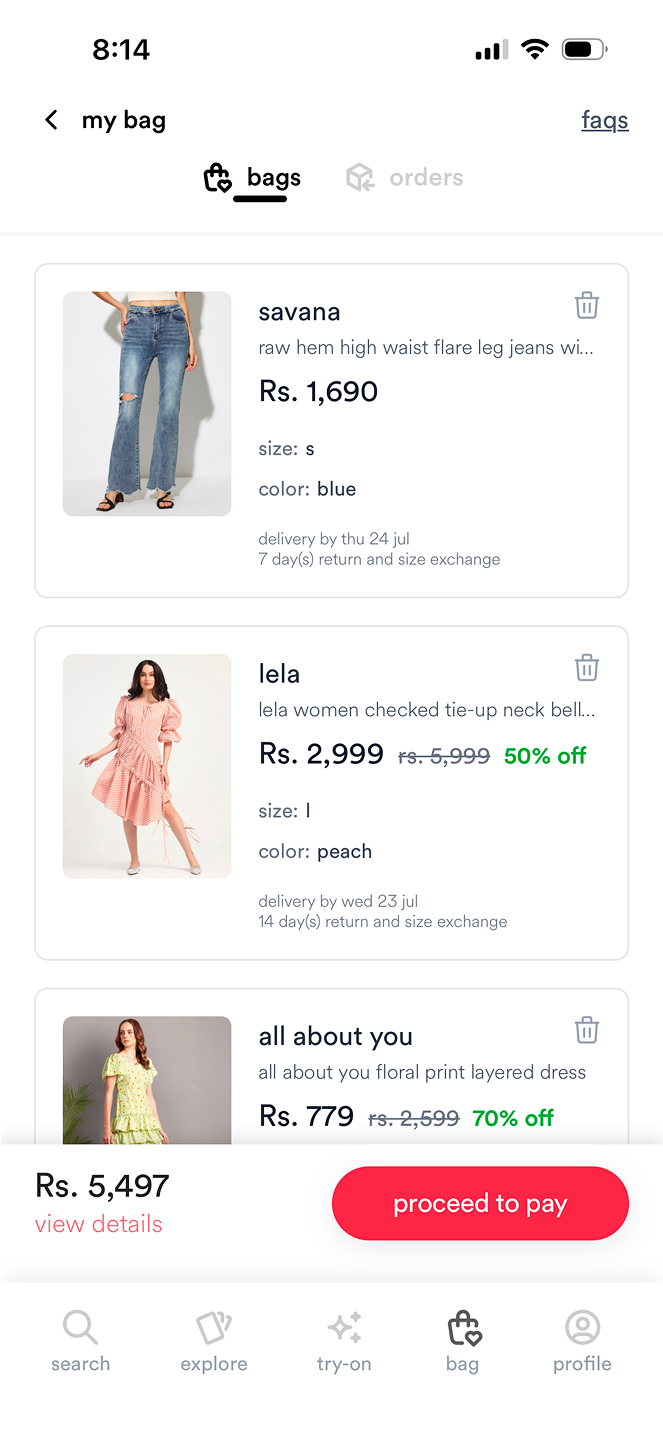 8:14
my bag
faqs
bags
orders
savana
raw hem high waist flare leg jeans wi...
Rs. 1,690
size: s
color: blue
delivery by thu 24 jul
7 day(s) return and size exchange
lela
lela women checked tie-up neck bell...
Rs. 2,999 rs. 5,999 50% off
size: l
color: peach
delivery by wed 23 jul
14 day(s) return and size exchange
all about you
all about you floral print layered dress
Rs. 779 rs. 2,599 70% off
Rs. 5,497
view details
proceed to pay
search
explore
try-on
bag
profile